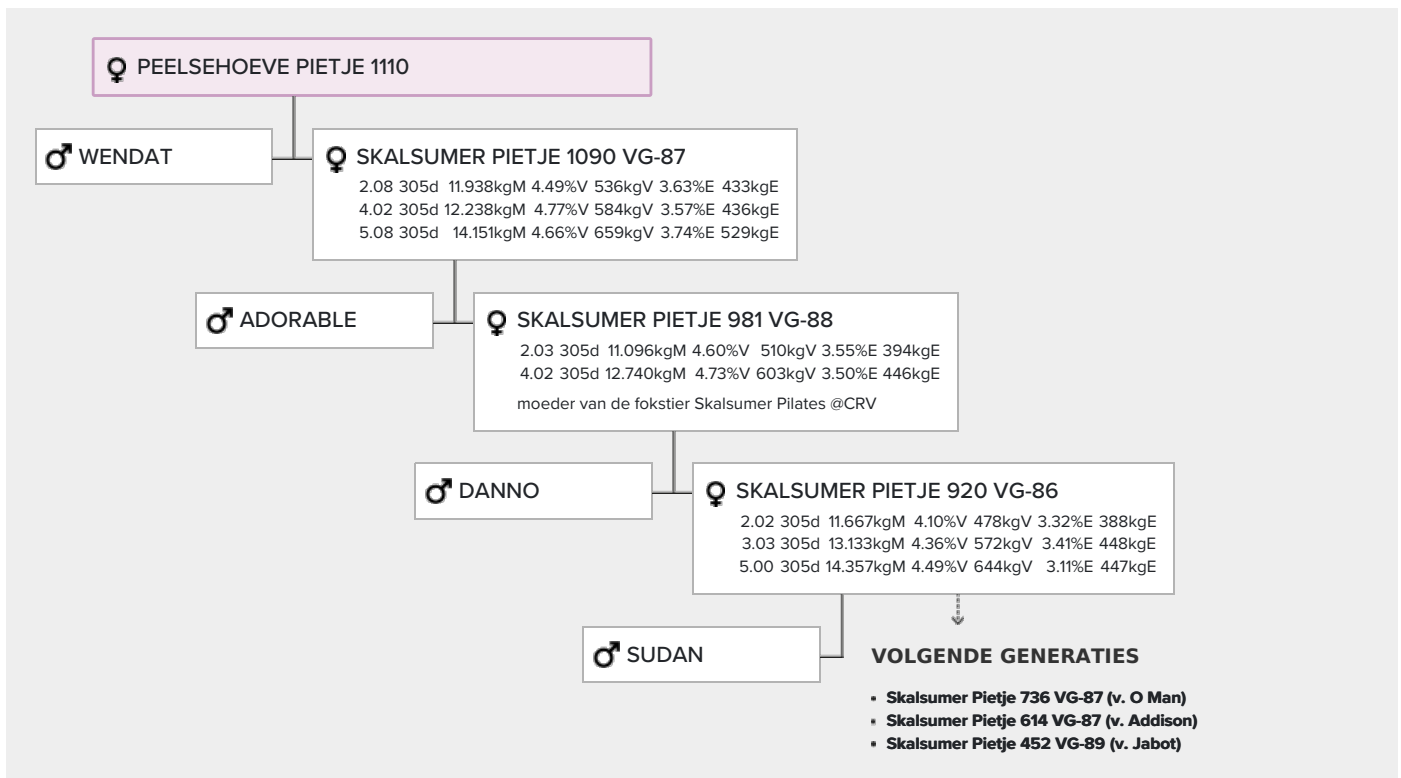 PEELSEHOEVE PIETJE 1110
WENDAT
SKALSUMER PIETJE 1090 VG-87
2.08 305d 11.938kgM 4.49%V 536kgV 3.63%E 433kgE
4.02 305d 12.238kgM 4.77%V 584kgV 3.57%E 436kgE
5.08 305d 14.151kgM 4.66%V 659kgV 3.74%E 529kgE
ADORABLE
SKALSUMER PIETJE 981 VG-88
2.03 305d 11.096kgM 4.60%V 510kgV 3.55%E 394kgE
4.02 305d 12.740kgM 4.73%V 603kgV 3.50%E 446kgE
moeder van de fokstier Skalsumer Pilates @CRV
DANNO
SKALSUMER PIETJE 920 VG-86
2.02 305d 11.667kgM 4.10%V 478kgV 3.32%E 388kgE
3.03 305d 13.133kgM 4.36%V 572kgV 3.41%E 448kgE
5.00 305d 14.357kgM 4.49%V 644kgV 3.11%E 447kgE
SUDAN
VOLGENDE GENERATIES
Skalsumer Pietje 736 VG-87 (v. O Man)
Skalsumer Pietje 614 VG-87 (v. Addison)
Skalsumer Pietje 452 VG-89 (v. Jabot)